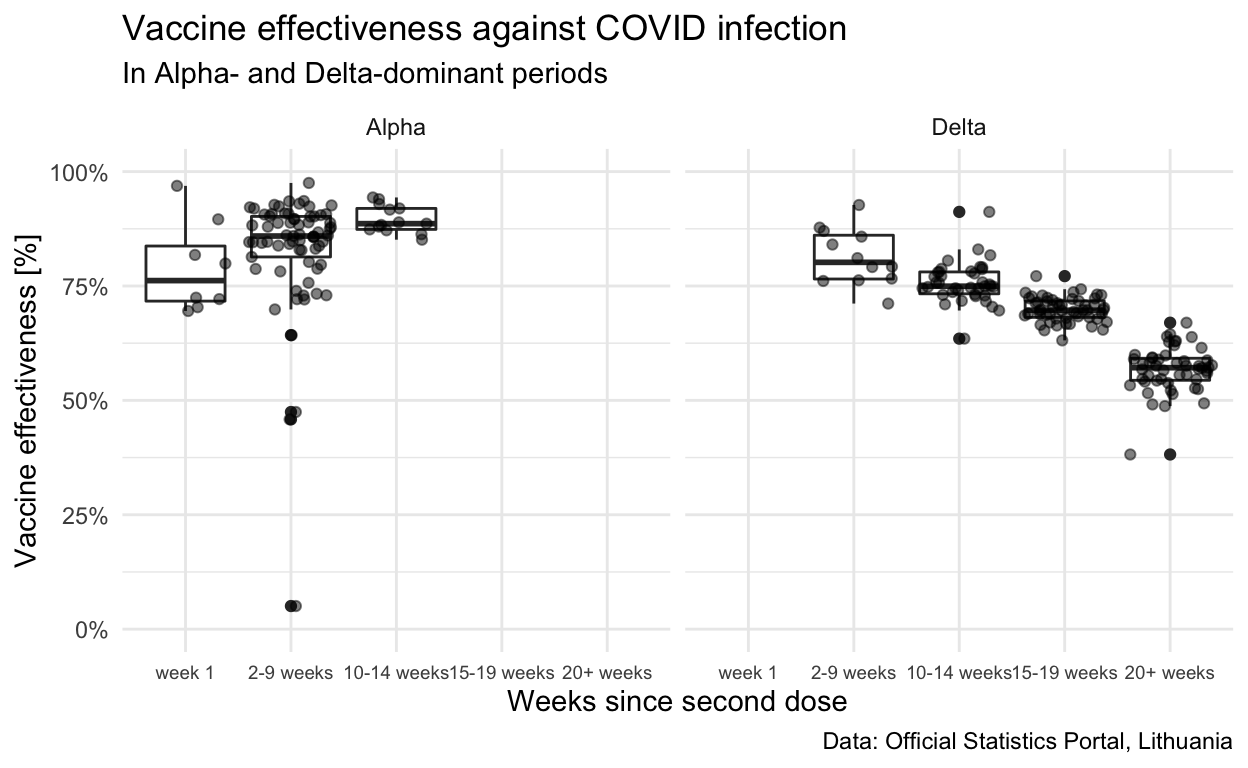 Vaccine effectiveness against COVID infection
In Alpha- and Delta-dominant periods
Alpha
Delta
Vaccine effectiveness [%]
100%
75%
50%
25%
0%
week 1 2-9 weeks 10-14 weeks 15-19 weeks 20+ weeks
week 1 2-9 weeks 10-14 weeks 15-19 weeks 20+ weeks
Weeks since second dose
Data: Official Statistics Portal, Lithuania